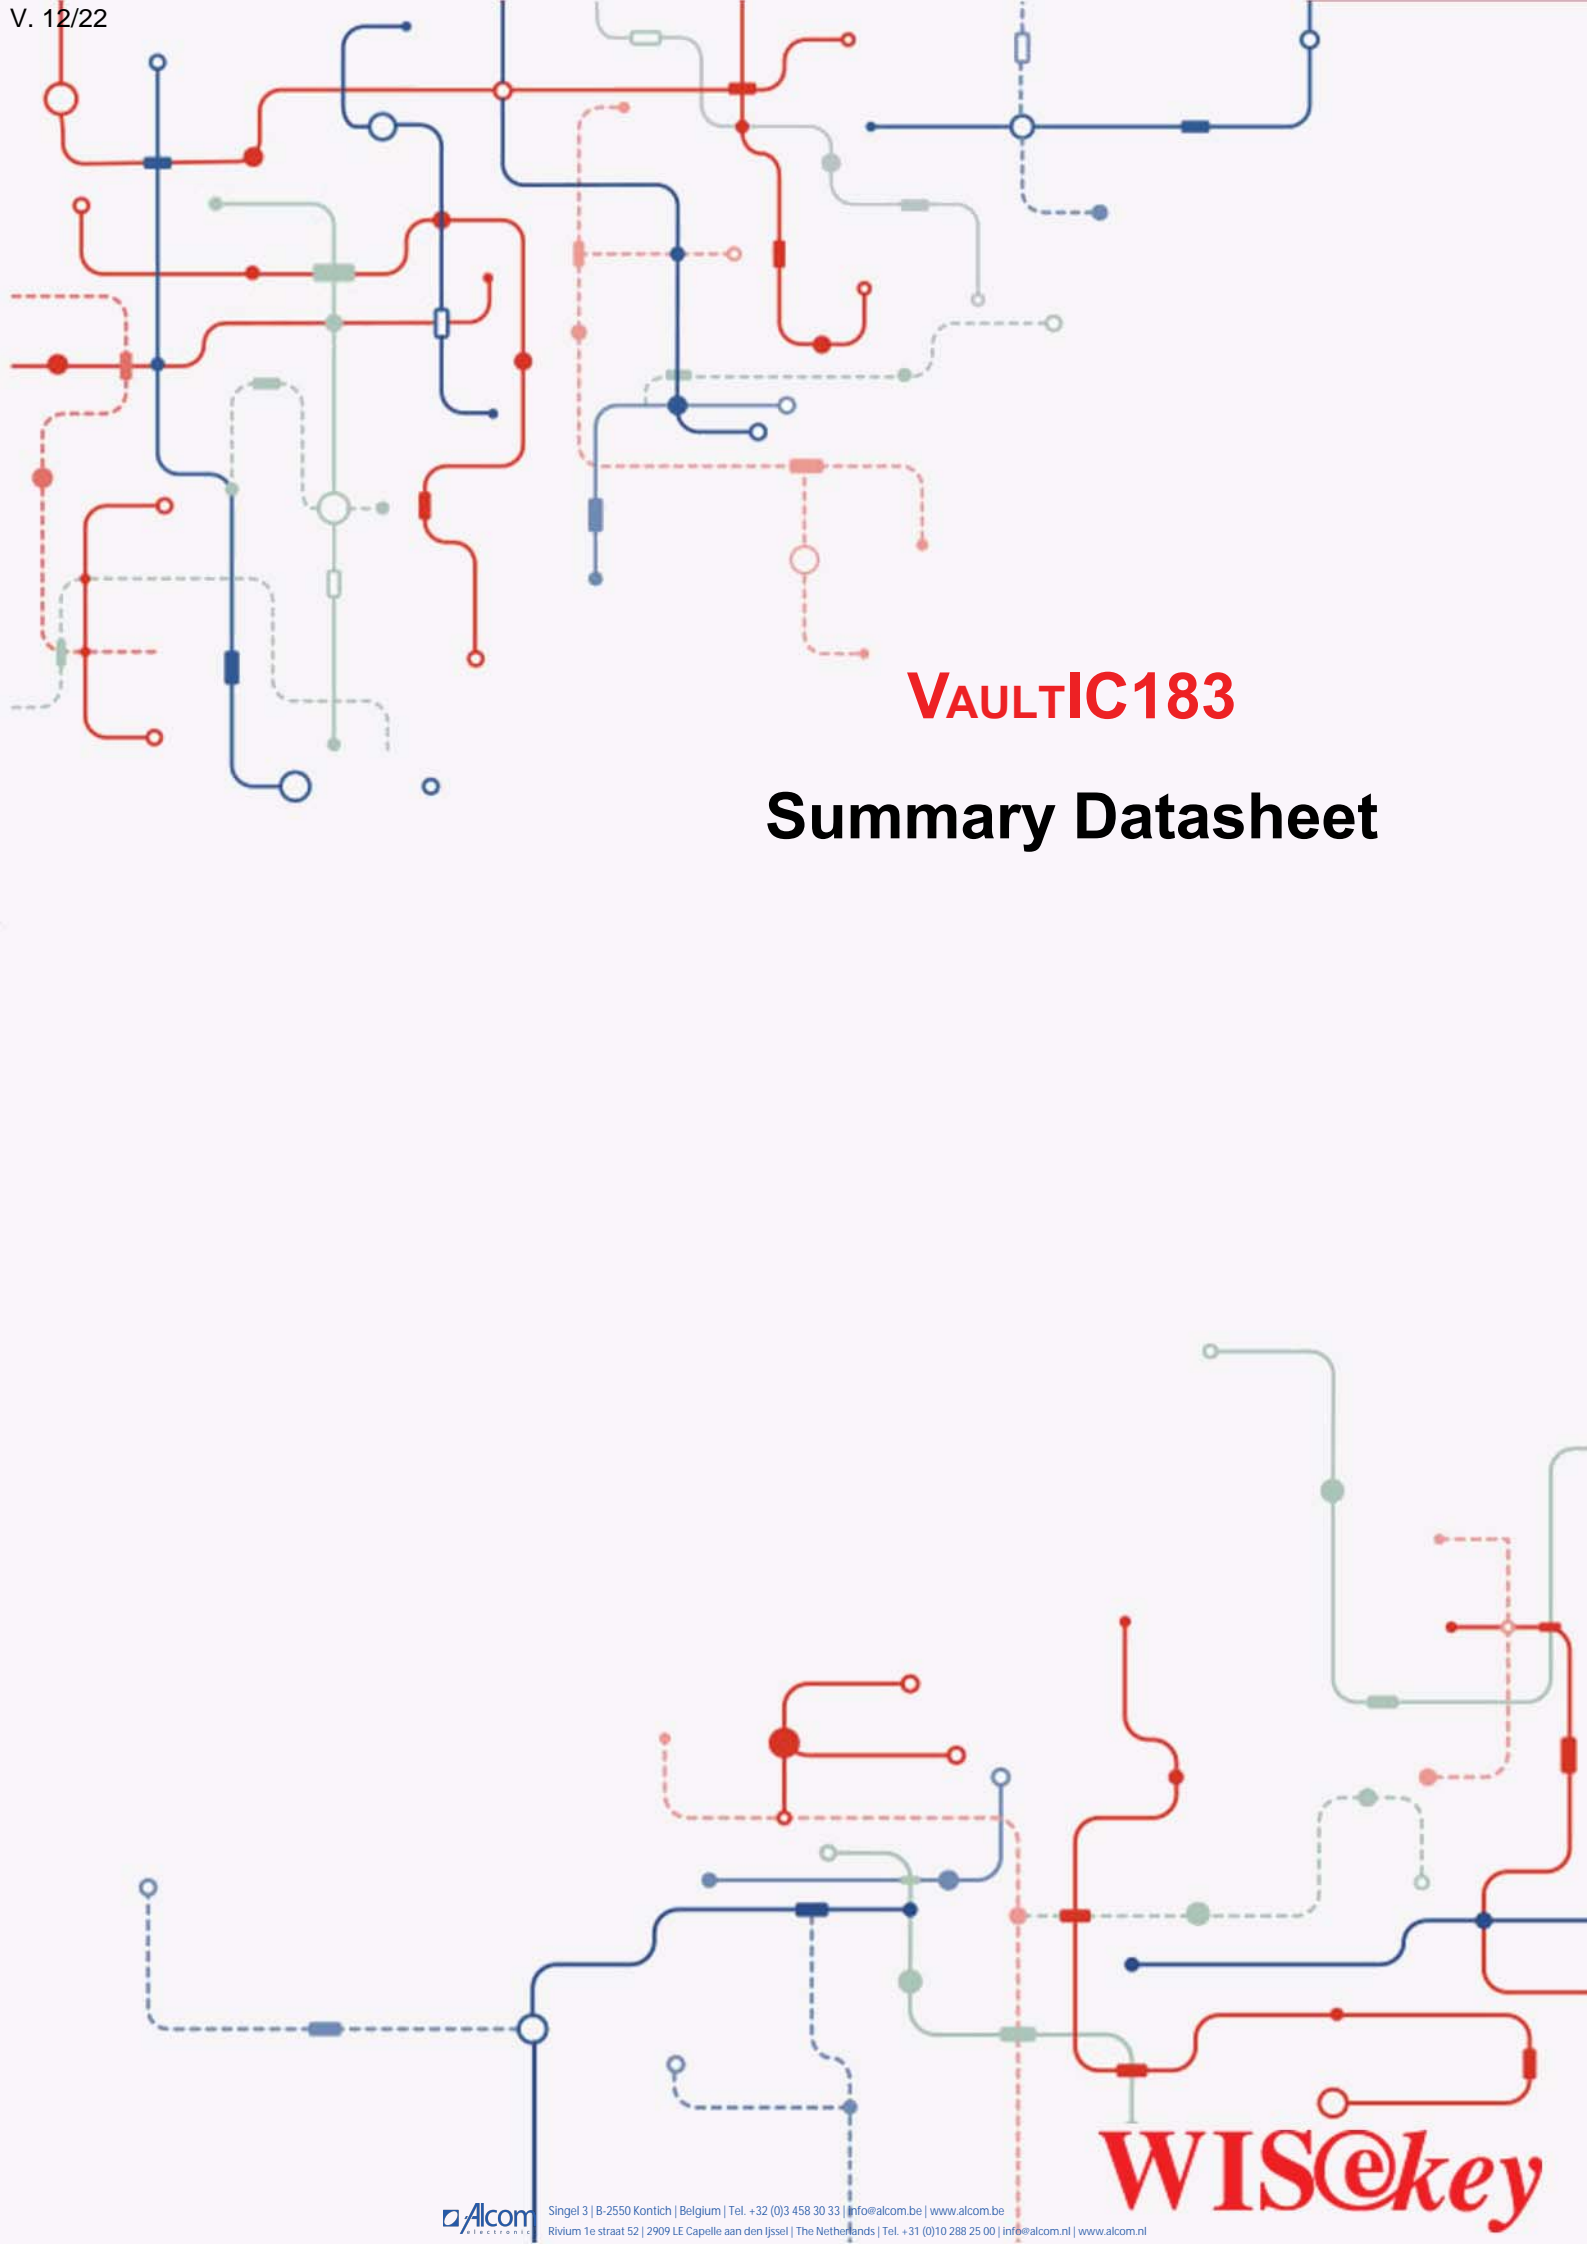 V. 12/22
VAULTIC183
Summary Datasheet
WISekey
Alcom
electronics
Singel 3 | B-2550 Kontich | Belgium | Tel. +32 (0)3 458 30 33 | info@alcom.be | www.alcom.be
Rivium 1e straat 52 | 2909 LE Capelle aan den Ijssel | The Netherlands | Tel. +31 (0)10 288 25 00 | info@alcom.nl | www.alcom.nl